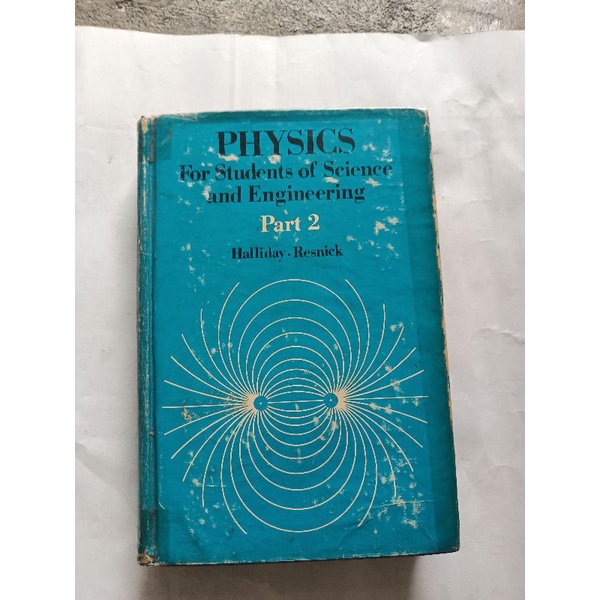 PHYSICS
For Students of Science
and Engineering
Part 2
Halliday · Resnick